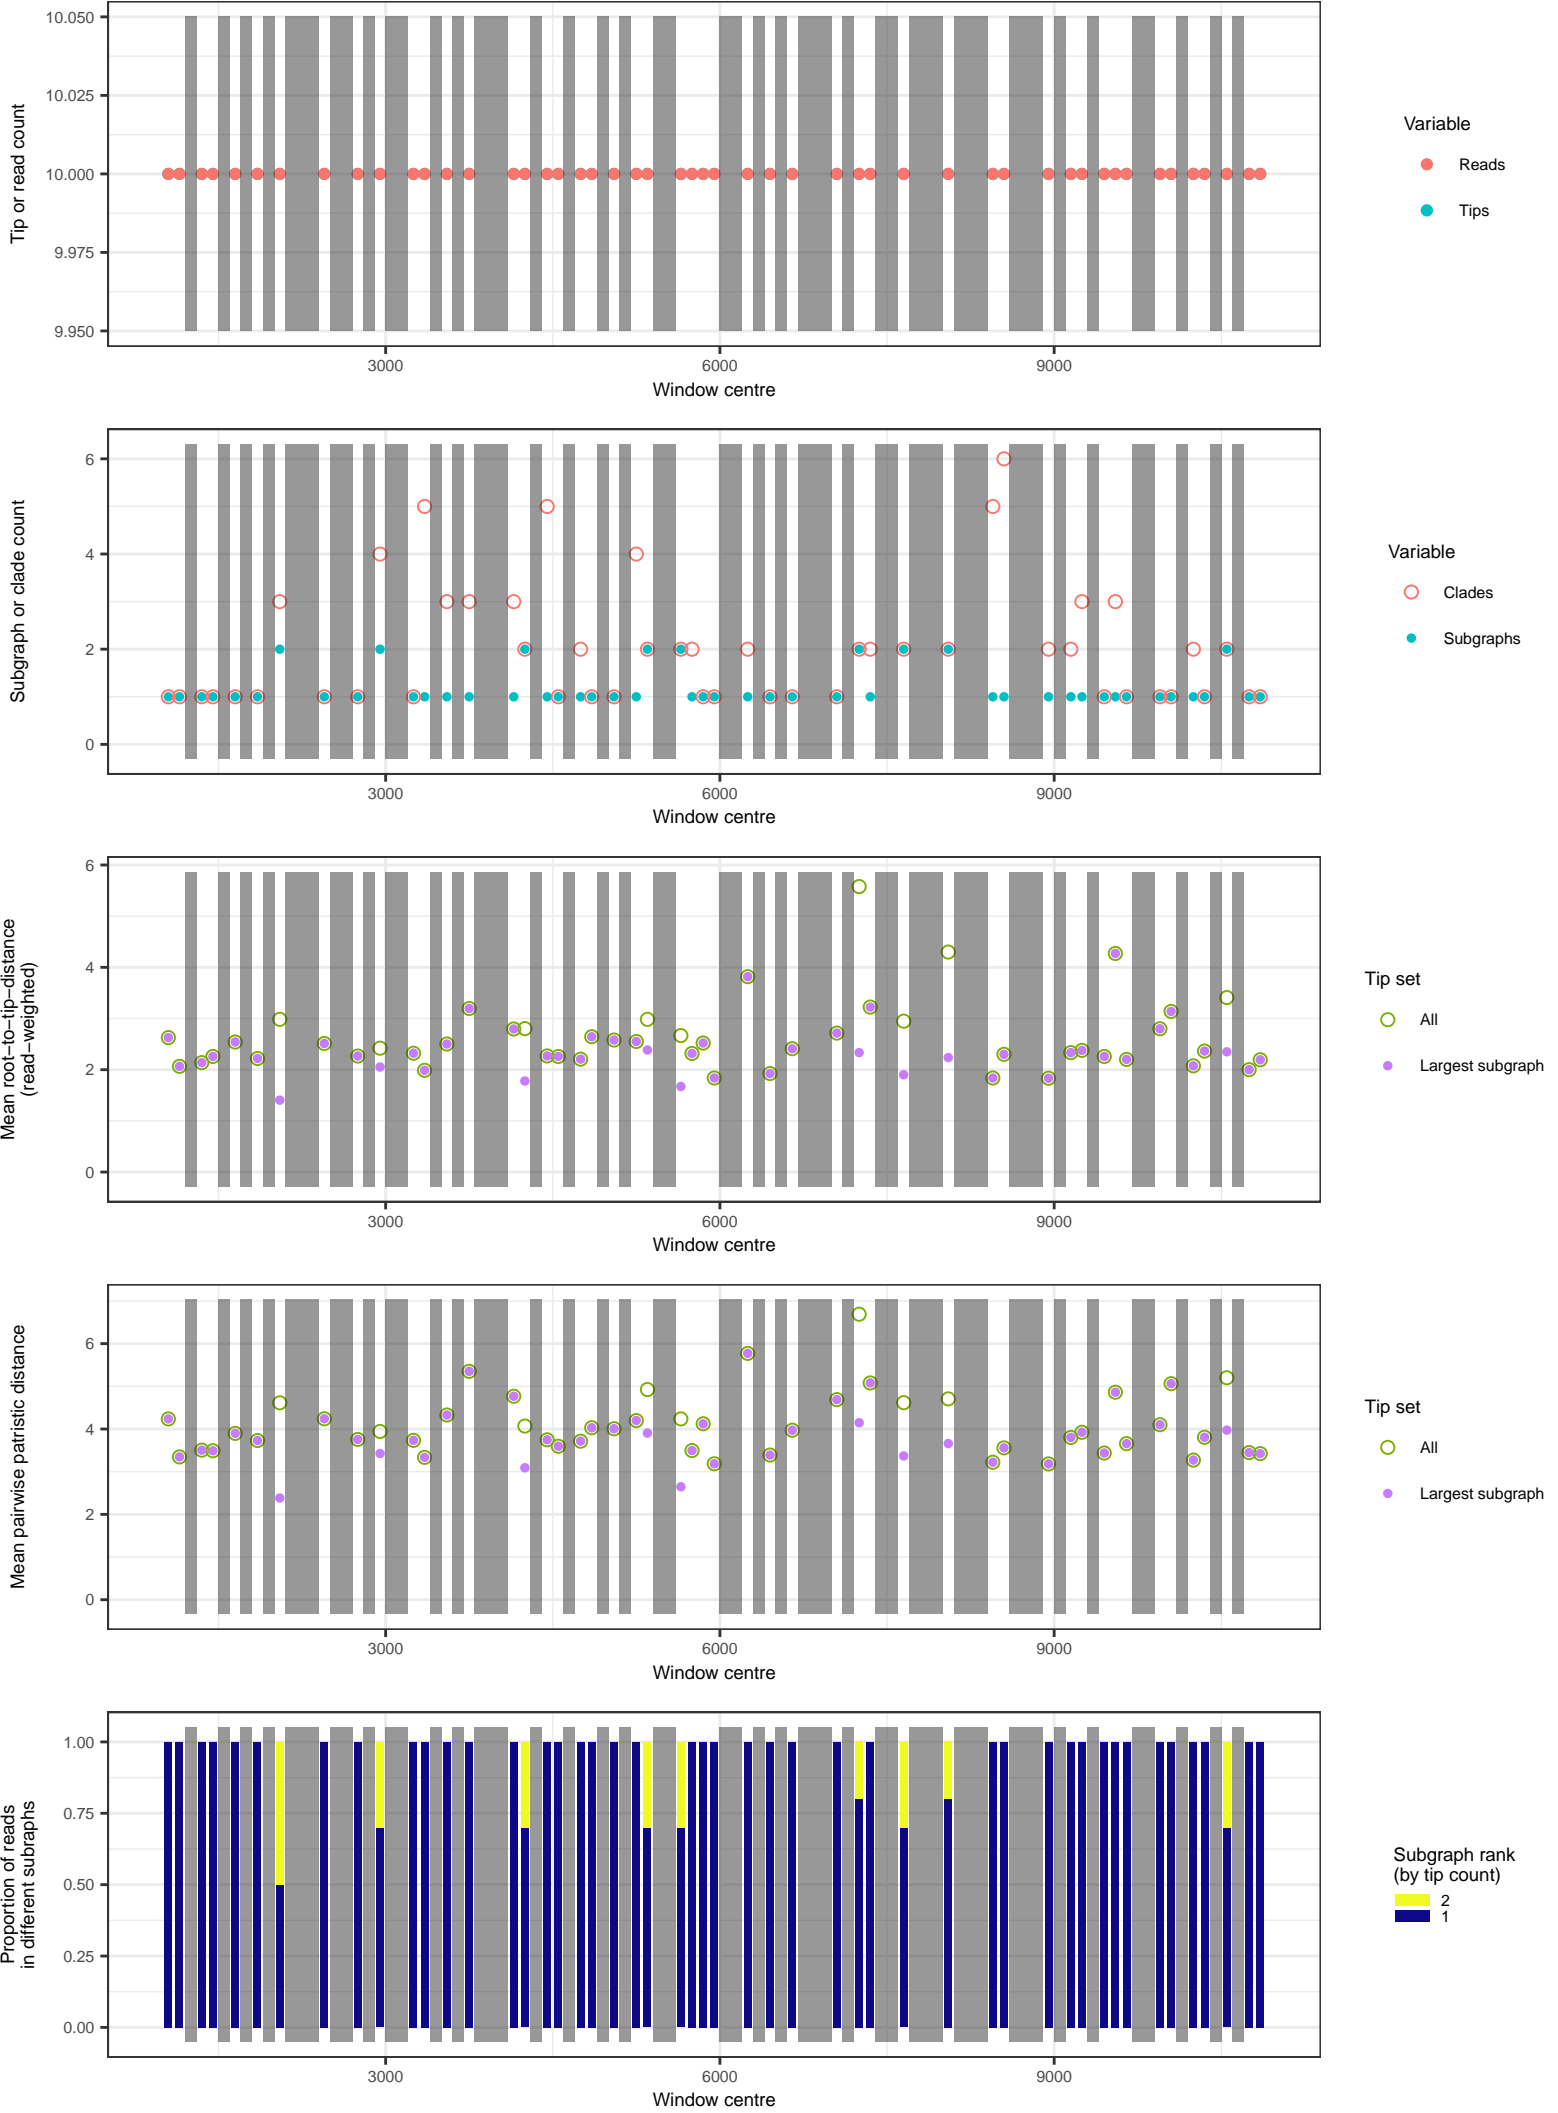 10.050
10.025
10.000
9.975
9.950
Tip or read count
3000 6000 9000
Window centre
Variable
Reads
Tips
6
4
2
0
Subgraph or clade count
3000 6000 9000
Window centre
Variable
Clades
Subgraphs
6
4
2
0
Mean root−to−tip−distance
(read−weighted)
3000 6000 9000
Window centre
Tip set
All
Largest subgraph
6
4
2
0
Mean pairwise patristic distance
3000 6000 9000
Window centre
Tip set
All
Largest subgraph
1.00
0.75
0.50
0.25
0.00
Proportion of reads
in different subraphs
3000 6000 9000
Window centre
Subgraph rank
(by tip count)
2
1